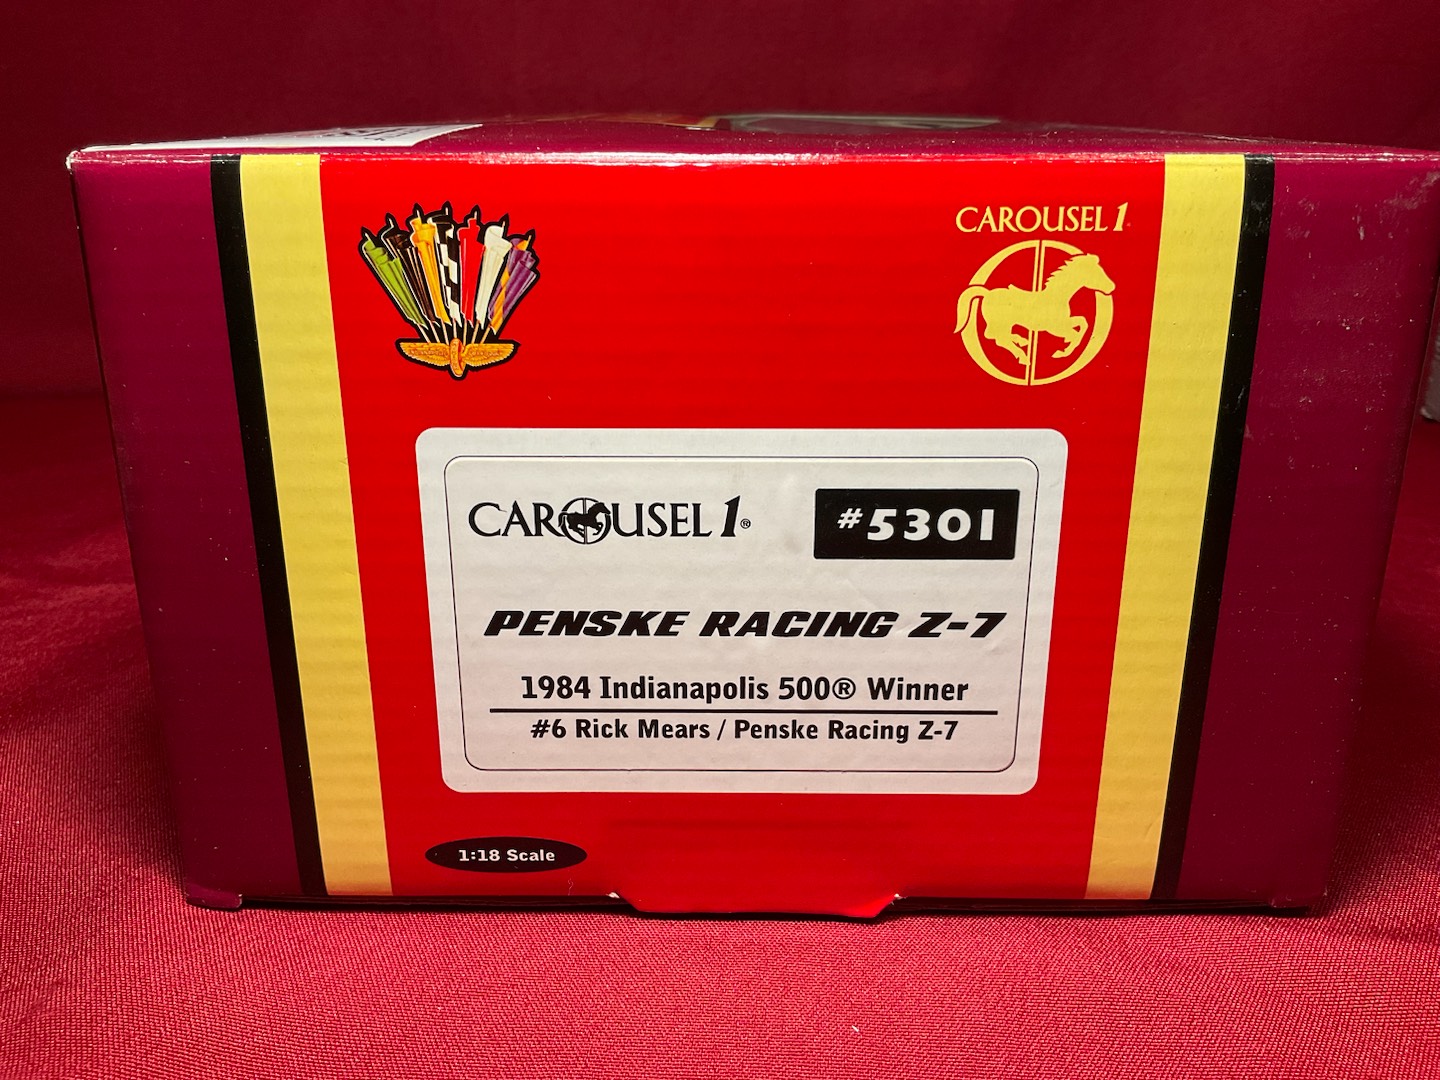 CAROUSEL 1
CAROUSEL 1®
#5301
PENSKE RACING Z-7
1984 Indianapolis 500® Winner
#6 Rick Mears / Penske Racing Z-7
1:18 Scale